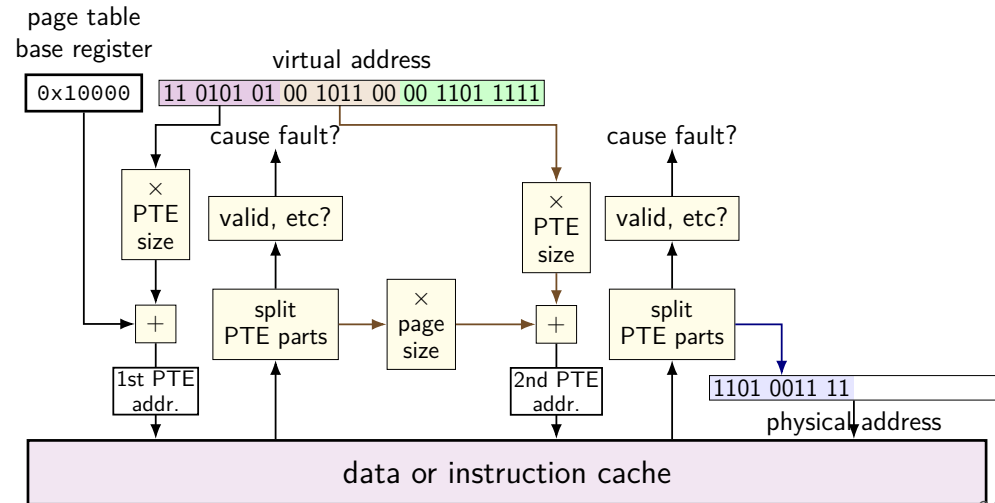 page table
base register
0x10000
virtual address
11 0101 01 00 1011 00 00 1101 1111
cause fault?
cause fault?
×
PTE
size
valid, etc?
×
PTE
size
valid, etc?
+
split
PTE parts
×
page
size
+
split
PTE parts
1st PTE
addr.
2nd PTE
addr.
1101 0011 11
physical address
data or instruction cache